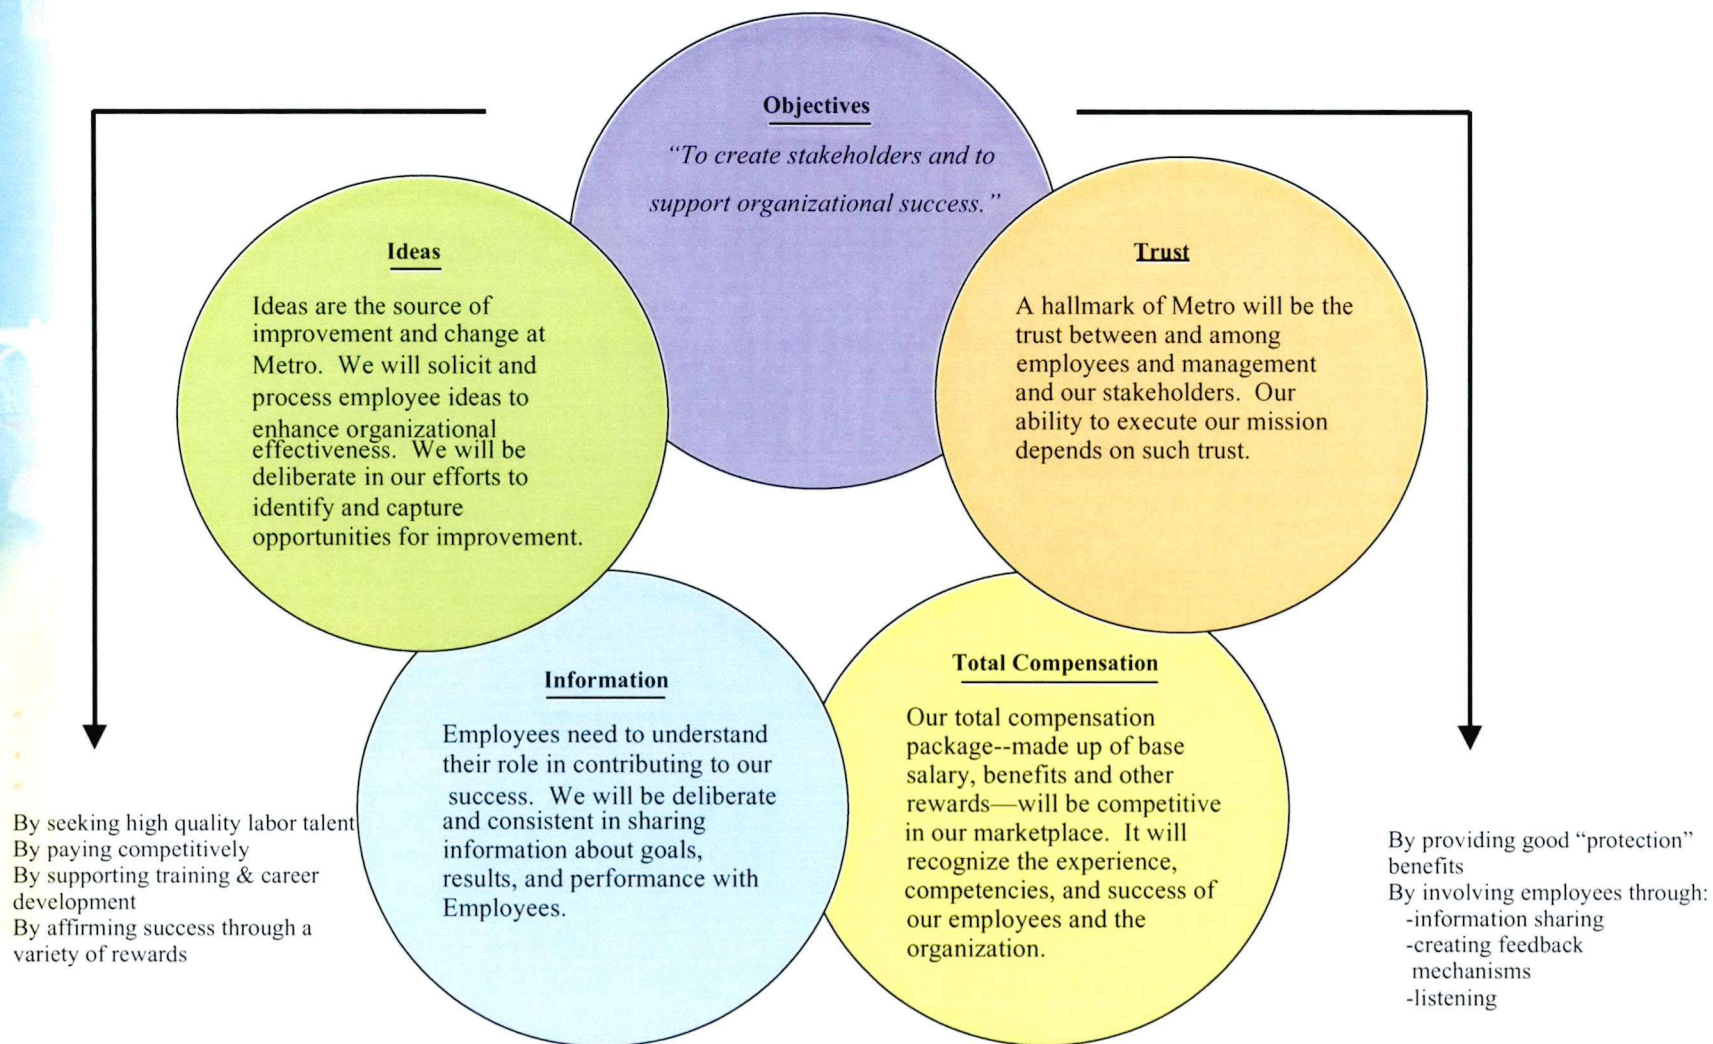 Objectives
“To create stakeholders and to
support organizational success.”
Ideas
Ideas are the source of
improvement and change at
Metro.  We will solicit and
process employee ideas to
enhance organizational
effectiveness.  We will be
deliberate in our efforts to
identify and capture
opportunities for improvement.
Trust
A hallmark of Metro will be the
trust between and among
employees and management
and our stakeholders.  Our
ability to execute our mission
depends on such trust.
Information
Employees need to understand
their role in contributing to our
success.  We will be deliberate
and consistent in sharing
information about goals,
results, and performance with
Employees.
Total Compensation
Our total compensation
package--made up of base
salary, benefits and other
rewards—will be competitive
in our marketplace.  It will
recognize the experience,
competencies, and success of
our employees and the
organization.
By seeking high quality labor talent
By paying competitively
By supporting training & career
development
By affirming success through a
variety of rewards
By providing good “protection”
benefits
By involving employees through:
-information sharing
-creating feedback
mechanisms
-listening